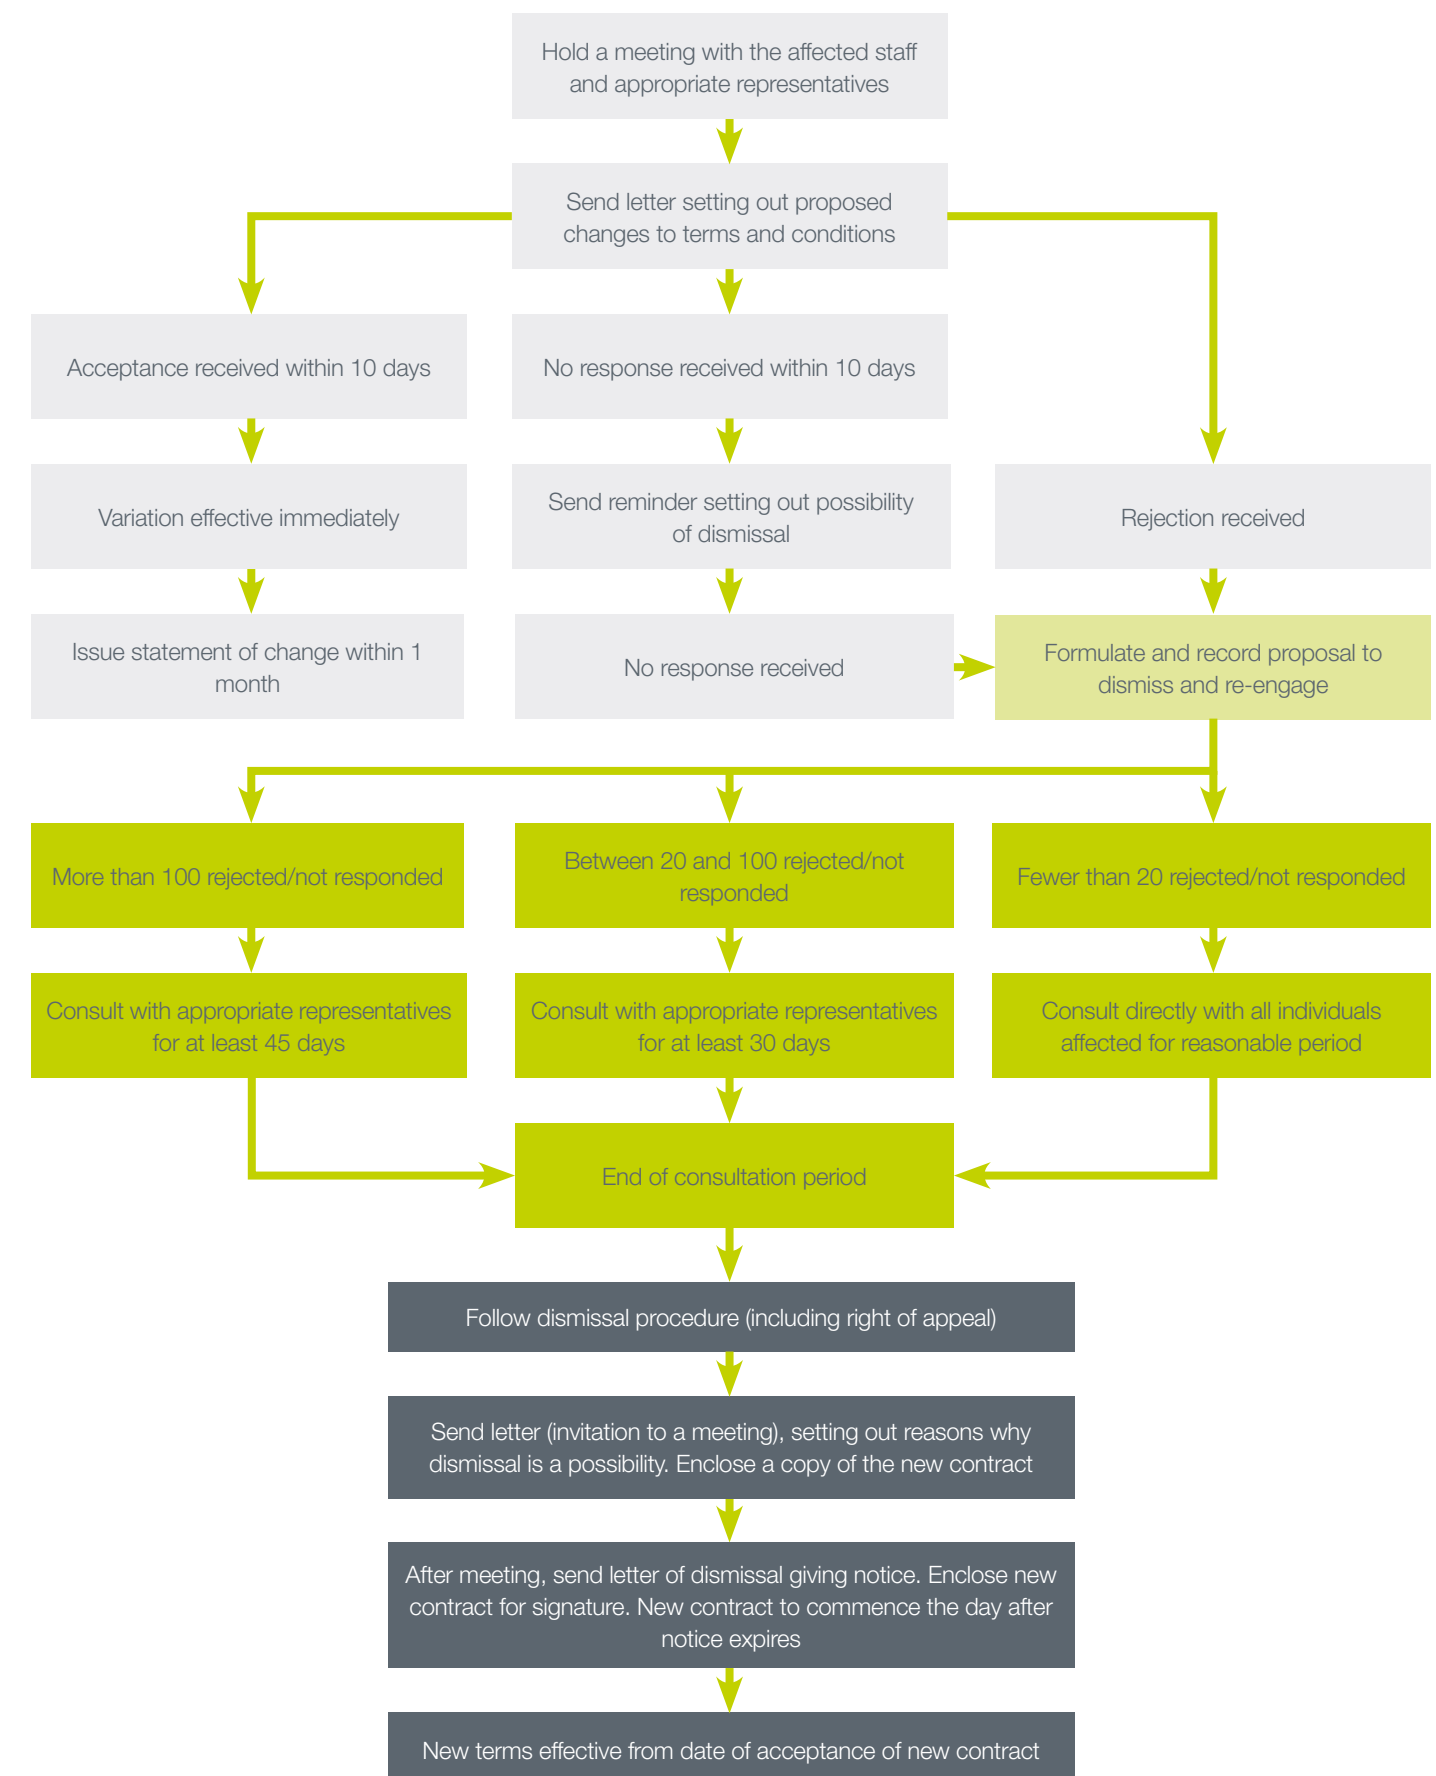 Hold a meeting with the affected staff
and appropriate representatives
Send letter setting out proposed
changes to terms and conditions
Acceptance received within 10 days
No response received within 10 days
Variation effective immediately
Send reminder setting out possibility
of dismissal
Rejection received
Issue statement of change within 1
month
No response received
Formulate and record proposal to
dismiss and re-engage
More than 100 rejected/not responded
Between 20 and 100 rejected/not
responded
Fewer than 20 rejected/not responded
Consult with appropriate representatives
for at least 45 days
Consult with appropriate representatives
for at least 30 days
Consult directly with all individuals
affected for reasonable period
End of consultation period
Follow dismissal procedure (including right of appeal)
Send letter (invitation to a meeting), setting out reasons why
dismissal is a possibility. Enclose a copy of the new contract
After meeting, send letter of dismissal giving notice. Enclose new
contract for signature. New contract to commence the day after
notice expires
New terms effective from date of acceptance of new contract